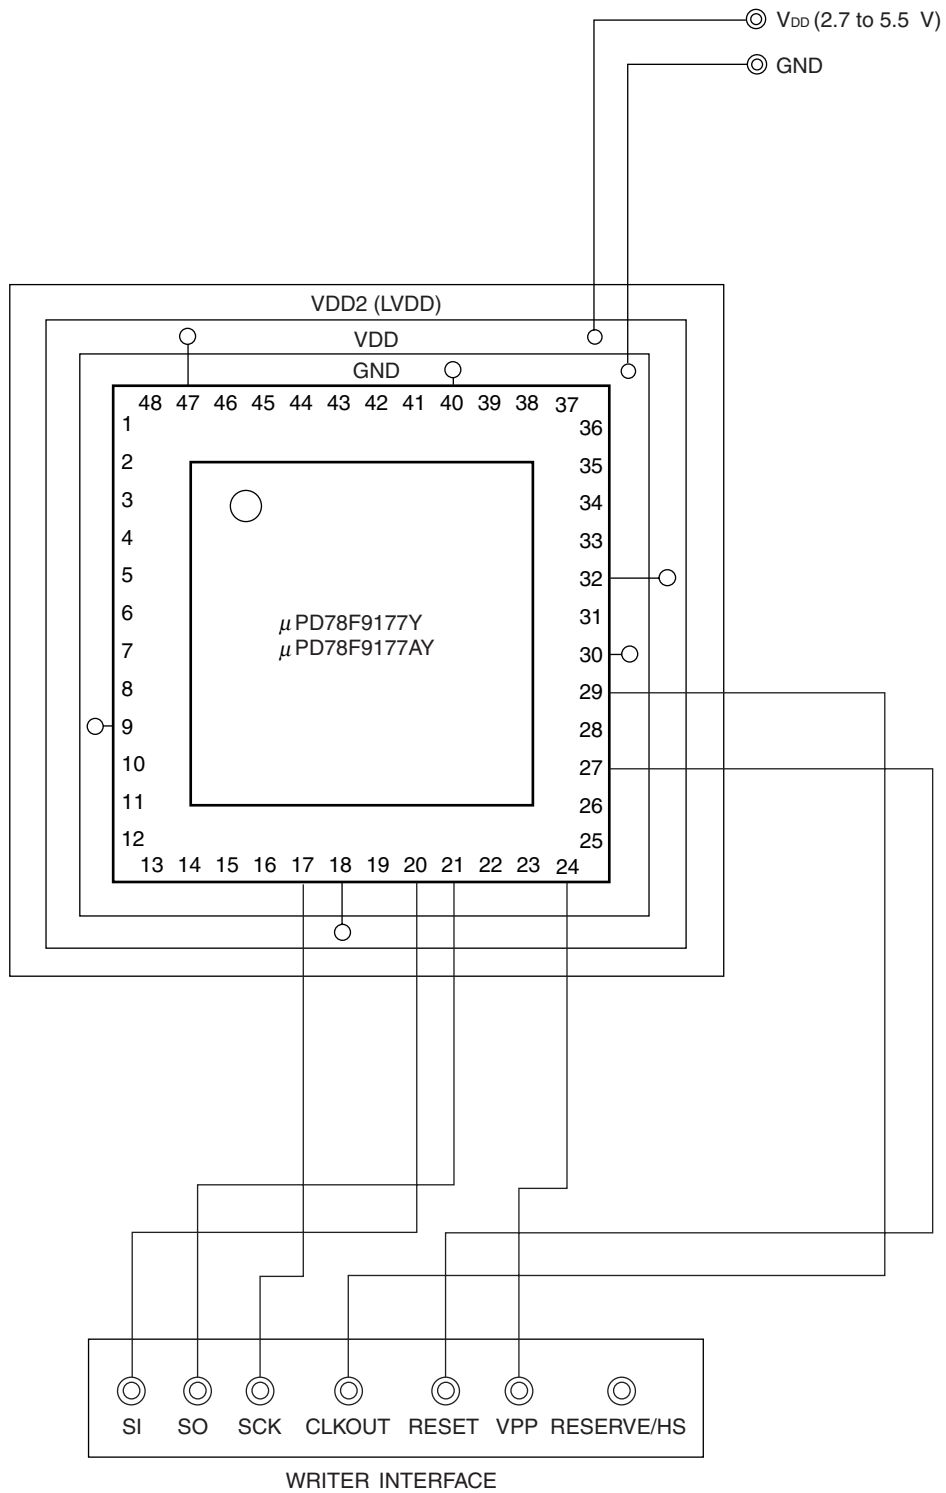 VDD (2.7 to 5.5 V)
GND
VDD2 (LVDD)
VDD
GND
48 47 46 45 44 43 42 41 40 39 38 37
1 36
2 35
3 34
4 33
5 32
6 31
7 30
8 29
9 28
10 27
11 26
12 25
μPD78F9177Y
μPD78F9177AY
13 14 15 16 17 18 19 20 21 22 23 24
SI SO SCK CLKOUT RESET VPP RESERVE/HS
WRITER INTERFACE